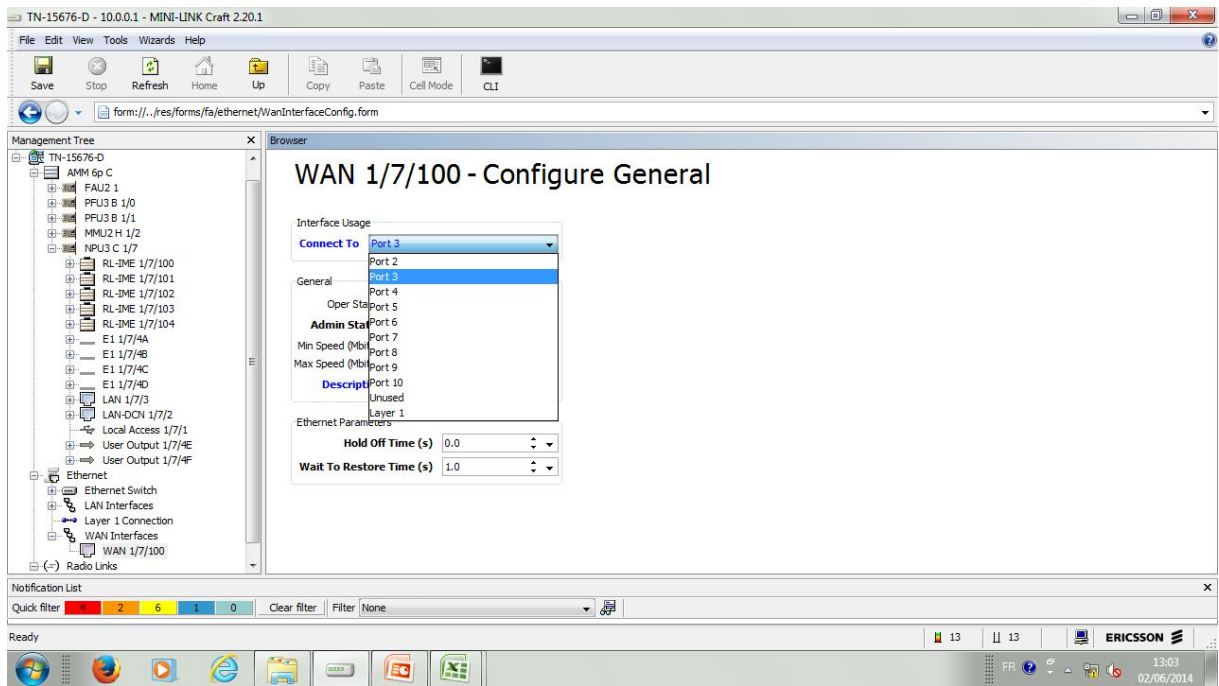 TN-15676-D - 10.0.0.1 - MINI-LINK Craft 2.20.1
File Edit View Tools Wizards Help
Save Stop Refresh Home Up Copy Paste Cell Mode CLI
form://../res/forms/fa/ethernet/WanInterfaceConfig.form
Management Tree
Browser
TN-15676-D
AMM 6p C
FAU2 1
PFU3 B 1/0
PFU3 B 1/1
MMU2 H 1/2
NPU3 C 1/7
RL-IME 1/7/100
RL-IME 1/7/101
RL-IME 1/7/102
RL-IME 1/7/103
RL-IME 1/7/104
E1 1/7/4A
E1 1/7/4B
E1 1/7/4C
E1 1/7/4D
LAN 1/7/3
LAN-DCN 1/7/2
Local Access 1/7/1
User Output 1/7/4E
User Output 1/7/4F
Ethernet
Ethernet Switch
LAN Interfaces
Layer 1 Connection
WAN Interfaces
WAN 1/7/100
Radio Links
WAN 1/7/100 - Configure General
Interface Usage
Connect To Port 3
Port 2
Port 3
Port 4
Port 5
Port 6
Port 7
Port 8
Port 9
Port 10
Unused
Layer 1
General
Oper Sta
Admin Stat
Min Speed (Mbit
Max Speed (Mbit
Descripti
Ethernet Parameters
Hold Off Time (s) 0.0
Wait To Restore Time (s) 1.0
Notification List
Quick filter 4 2 6 1 0 Clear filter Filter None
Ready
13 13 ERICSSON
FR 13:03
02/06/2014